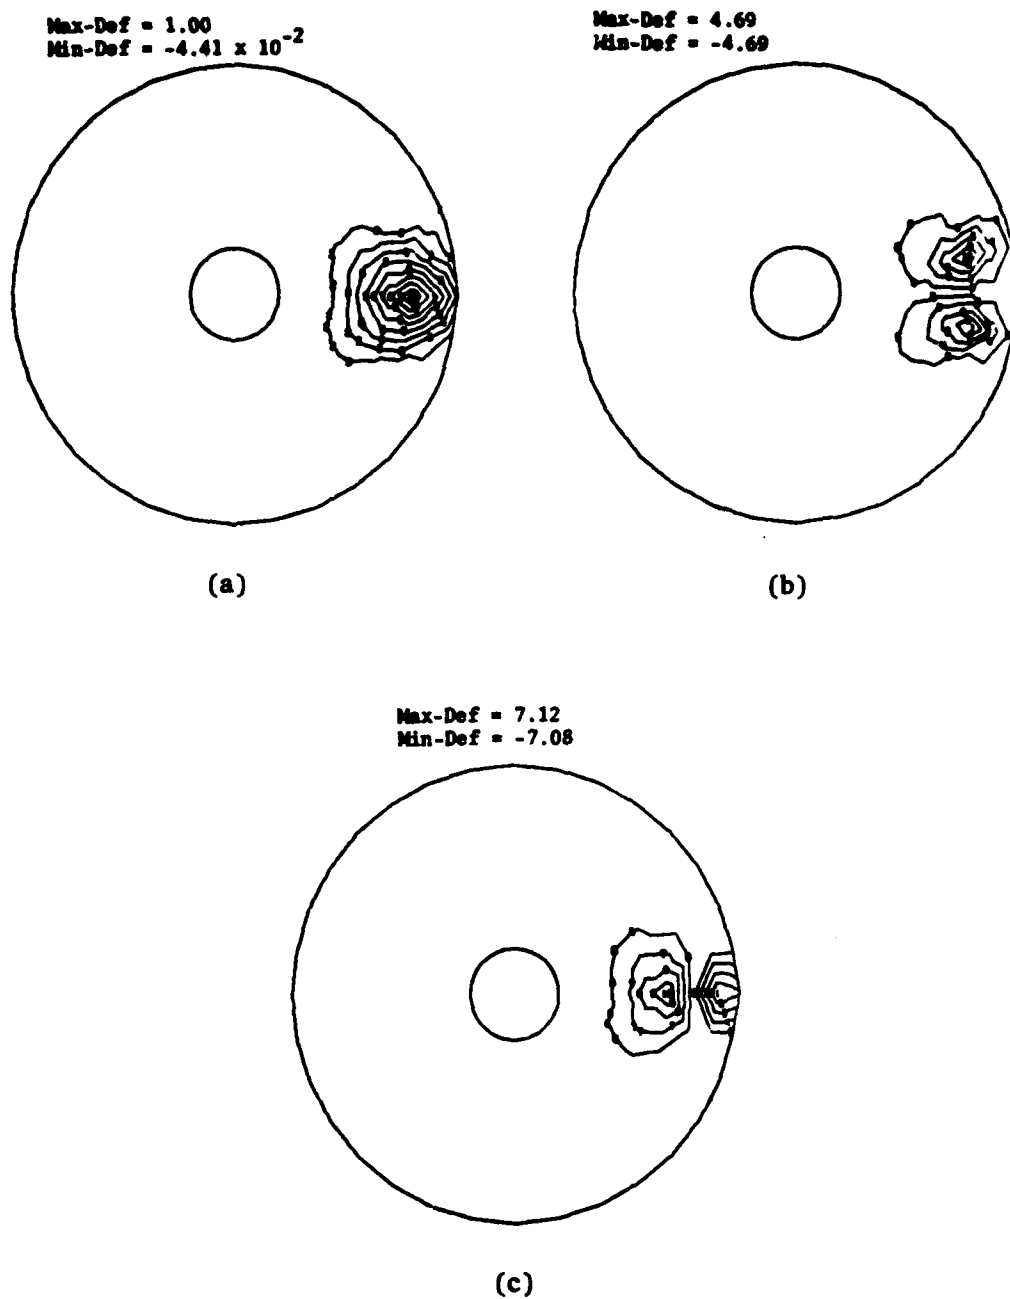 Max-Def = 1.00
Min-Def = -4.41 x 10⁻²
Max-Def = 4.69
Min-Def = -4.69
(a)
(b)
Max-Def = 7.12
Min-Def = -7.08
(c)